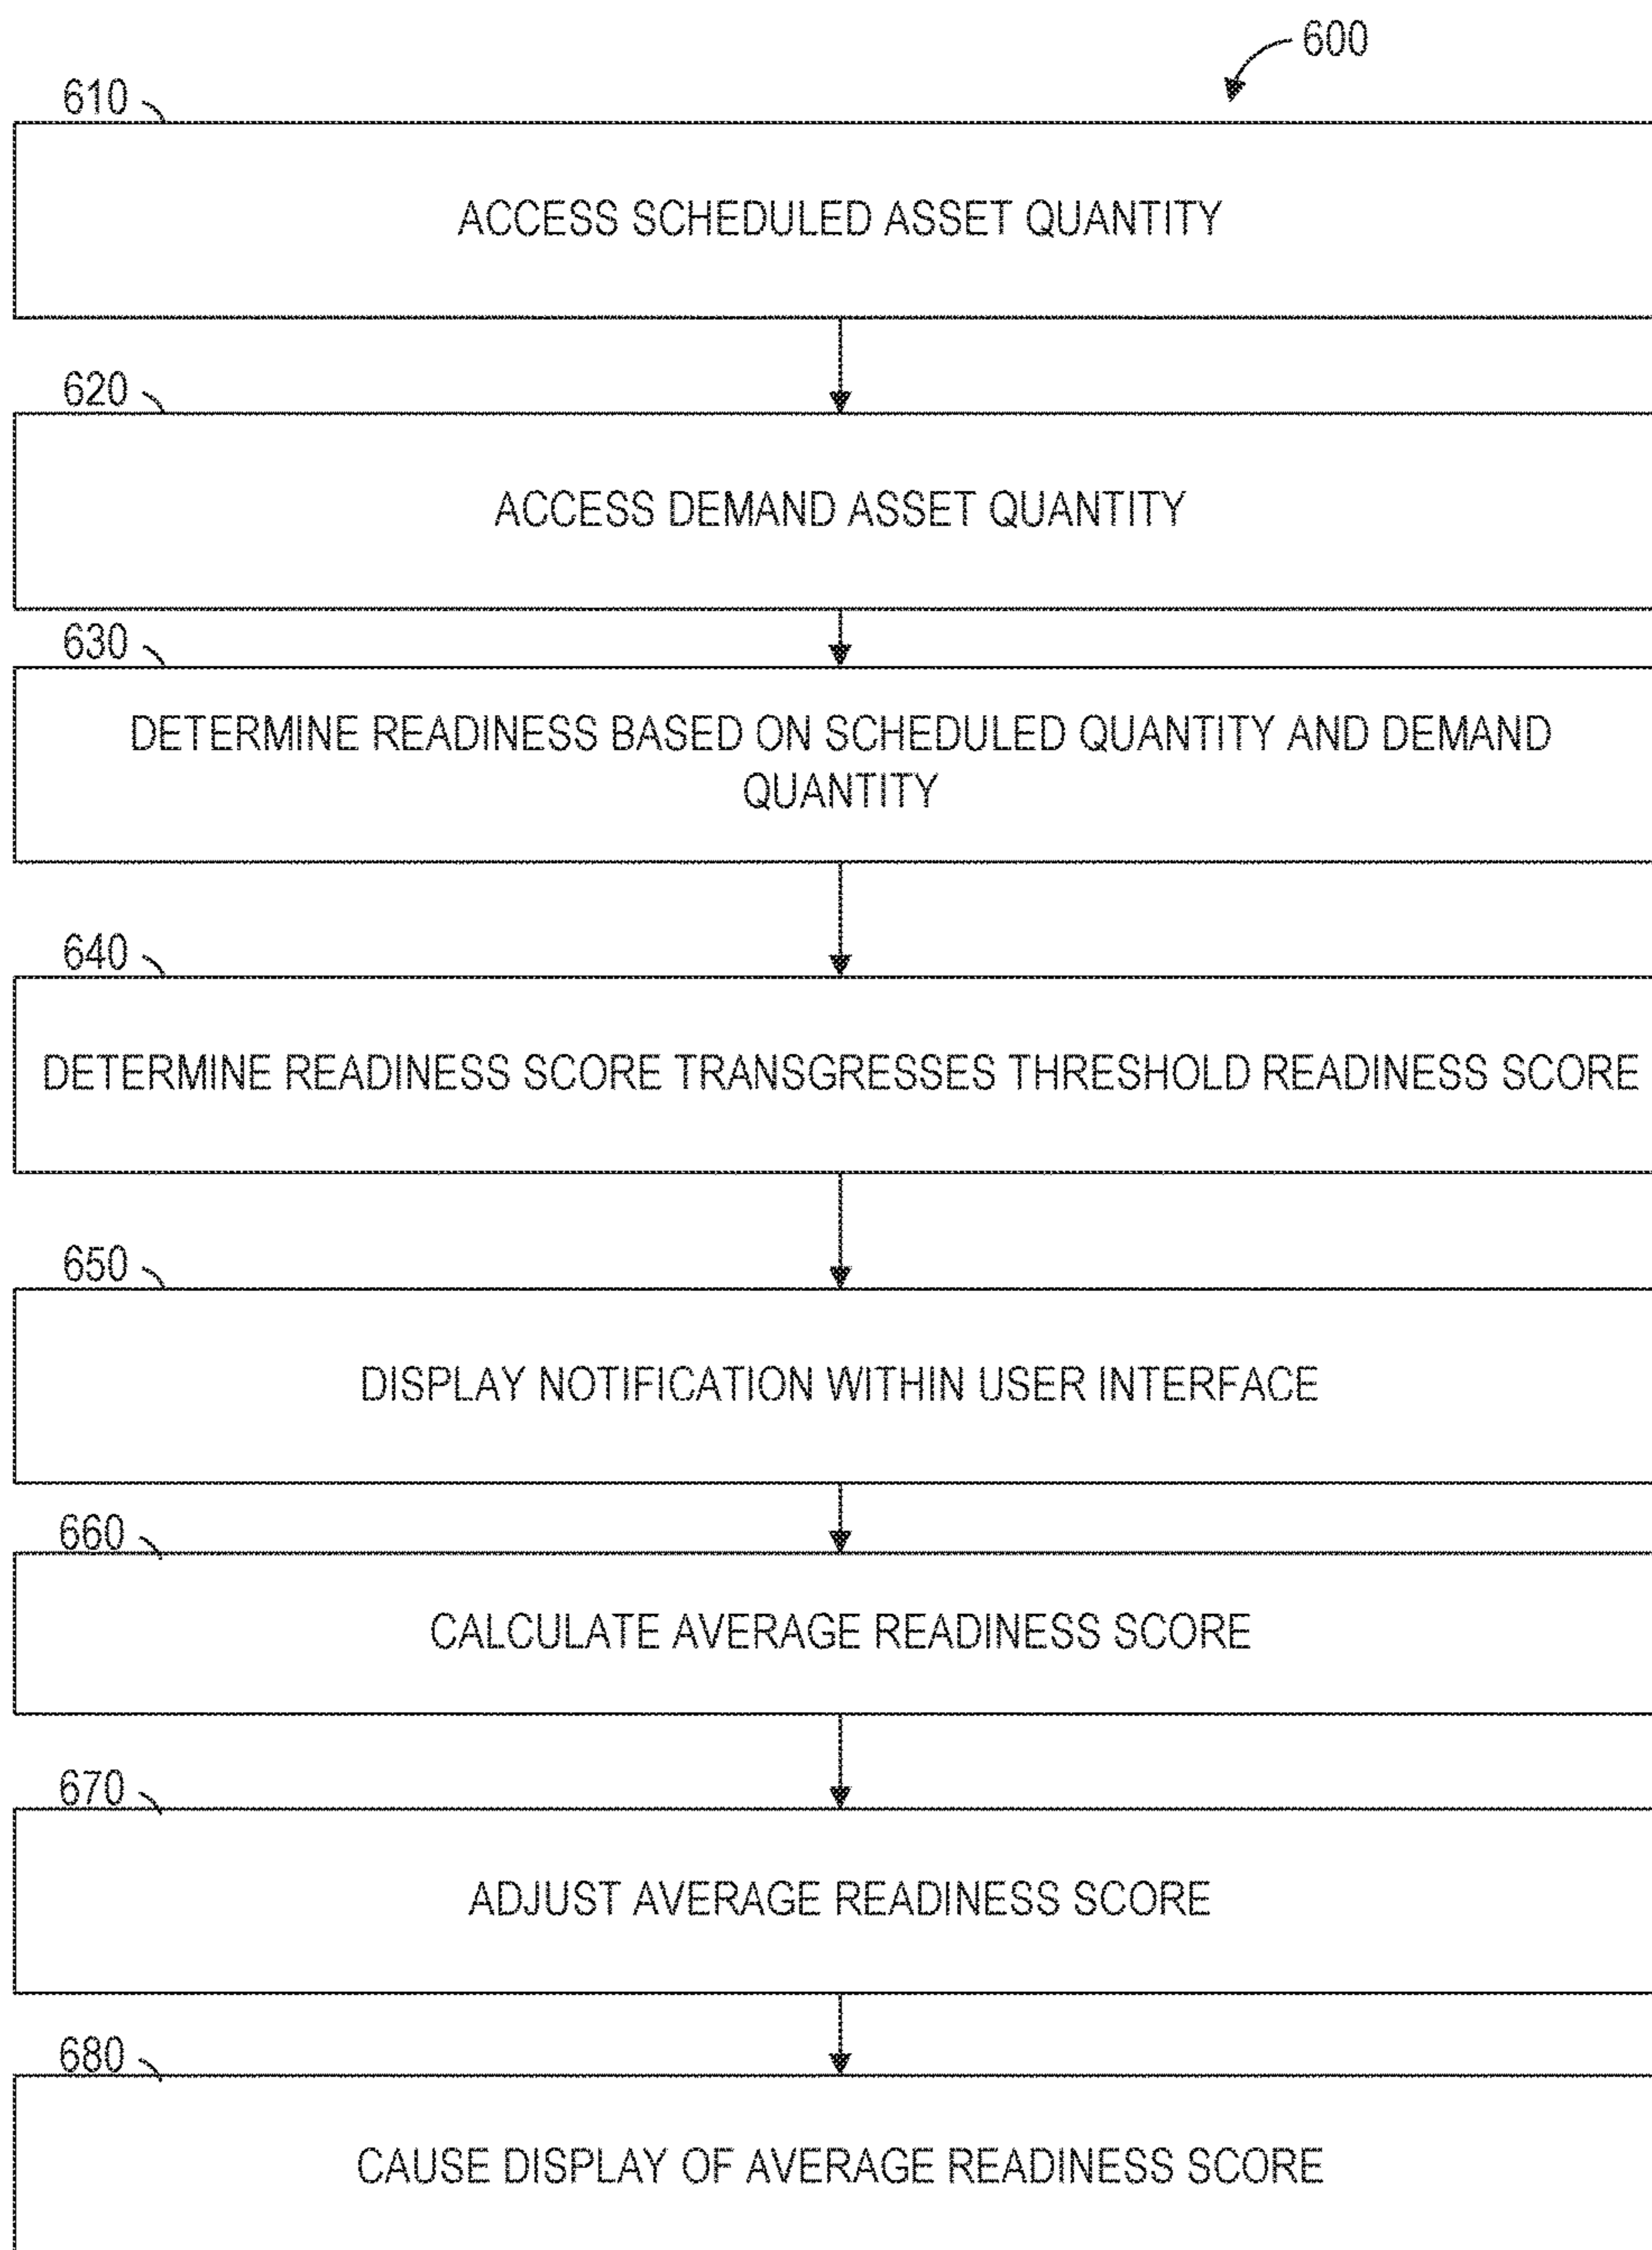 600
610
ACCESS SCHEDULED ASSET QUANTITY
620
ACCESS DEMAND ASSET QUANTITY
630
DETERMINE READINESS BASED ON SCHEDULED QUANTITY AND DEMAND
QUANTITY
640
DETERMINE READINESS SCORE TRANSGRESSES THRESHOLD READINESS SCORE
650
DISPLAY NOTIFICATION WITHIN USER INTERFACE
660
CALCULATE AVERAGE READINESS SCORE
670
ADJUST AVERAGE READINESS SCORE
680
CAUSE DISPLAY OF AVERAGE READINESS SCORE